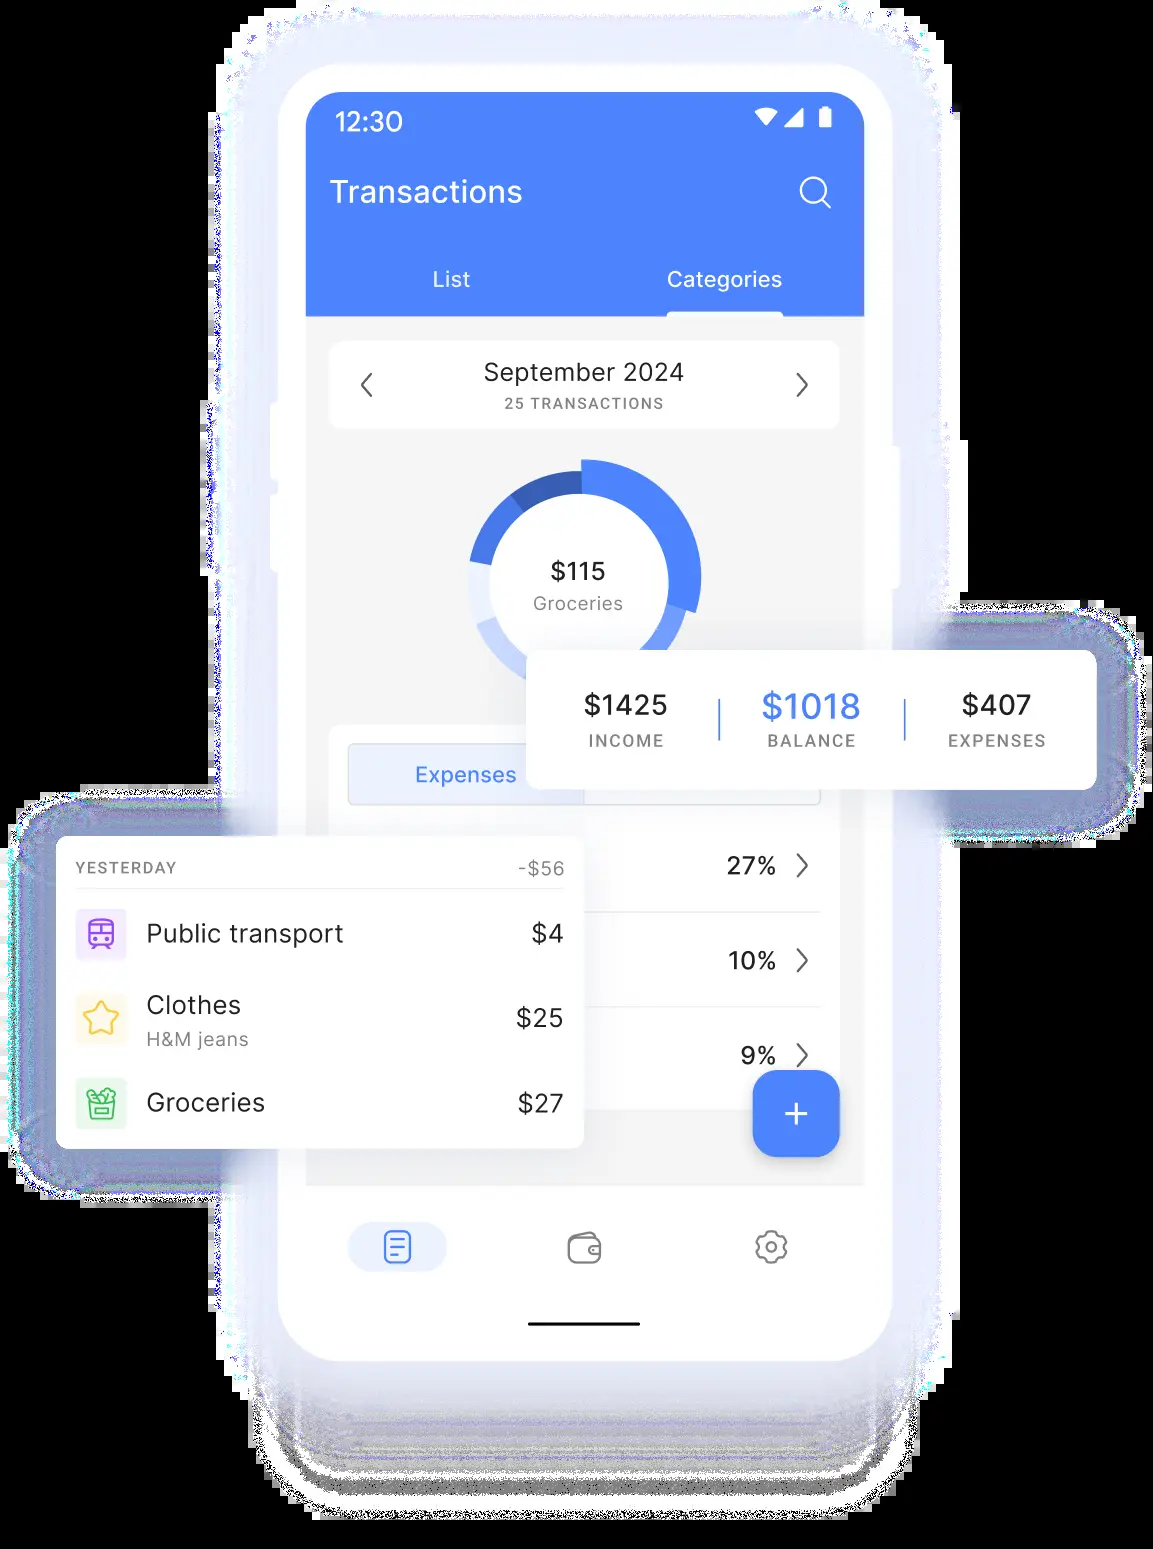 12:30
Transactions
List
Categories
September 2024
25 TRANSACTIONS
$115
Groceries
$1425
INCOME
$1018
BALANCE
$407
EXPENSES
Expenses
27%
10%
9%
YESTERDAY
-$56
Public transport
$4
Clothes
H&M jeans
$25
Groceries
$27
+